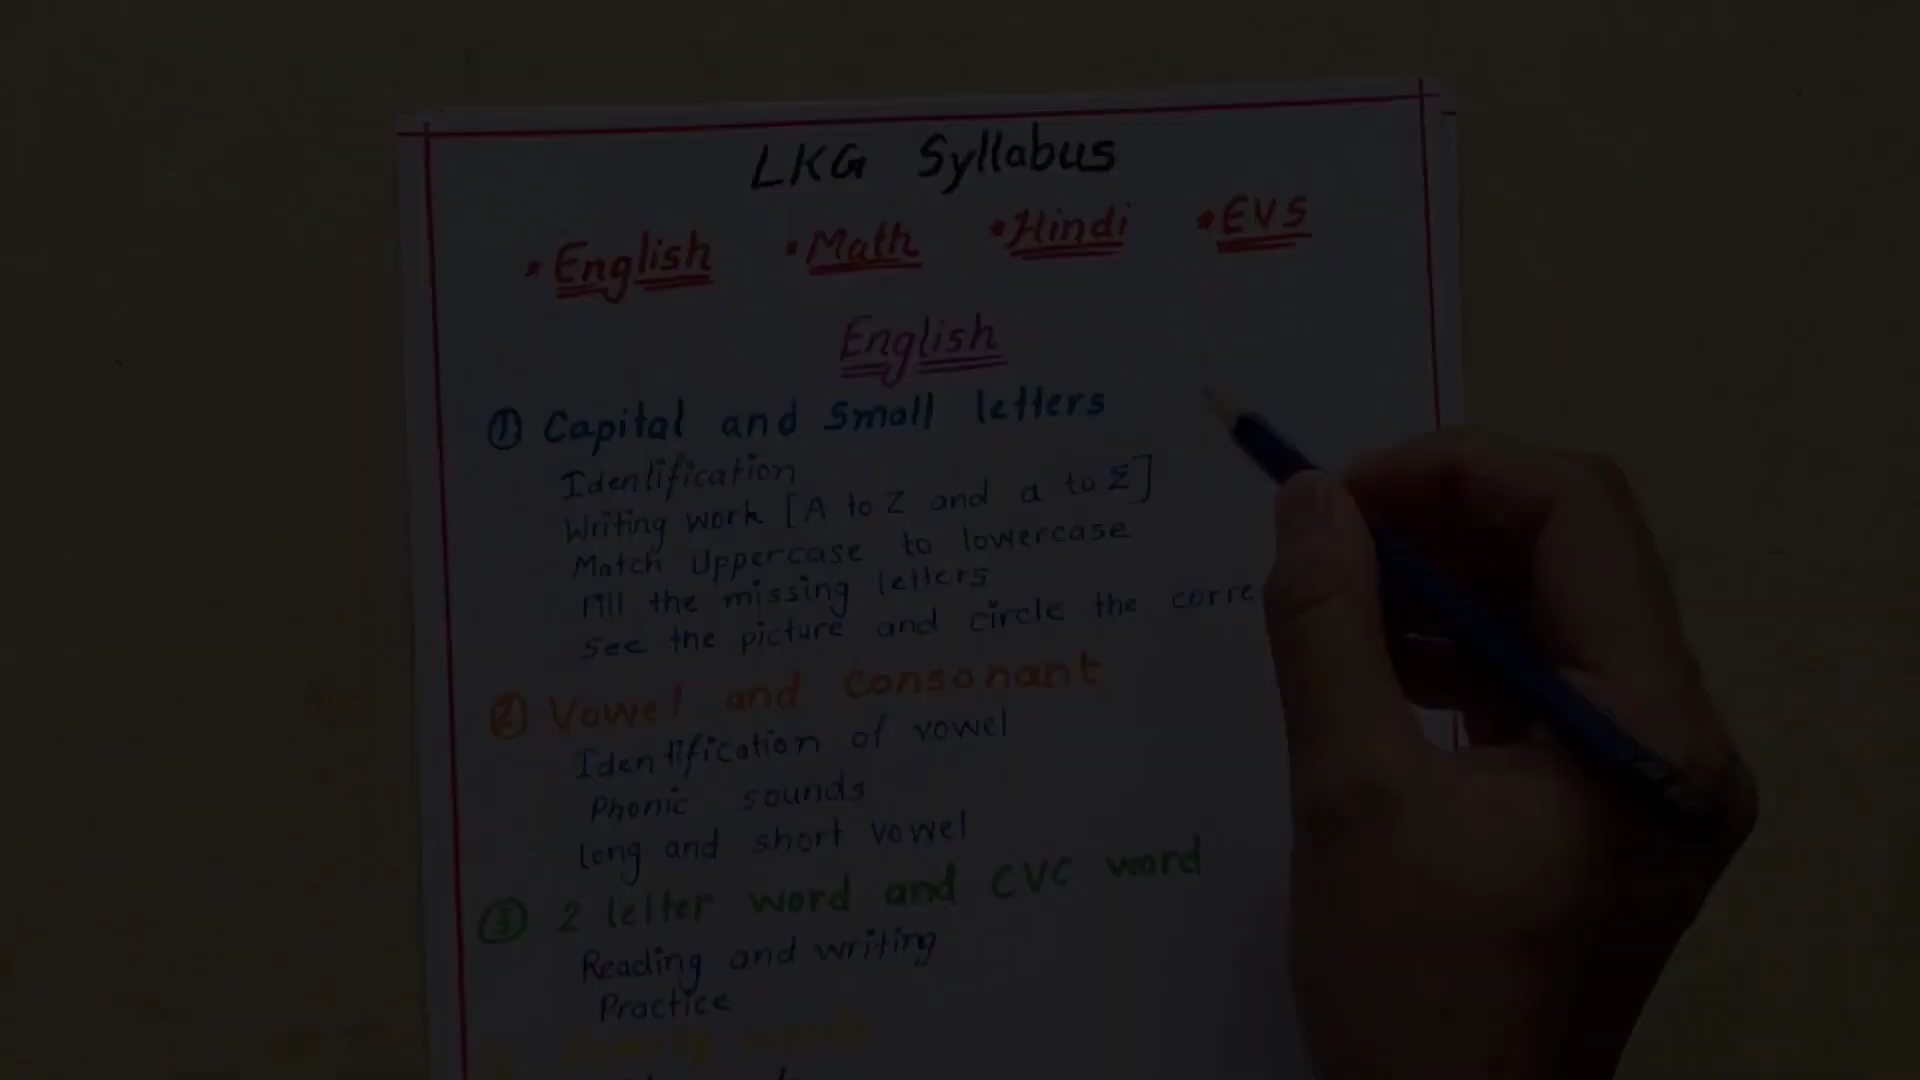 LKG Syllabus
• English • Math • Hindi • EVS
English
① Capital and Small letters
Identification
Writing work [A to Z and a to Z]
Match Uppercase to lowercase
Fill the missing letters
See the picture and circle the corre
② Vowel and consonant
Identification of vowel
Phonic sounds
long and short vowel
③ 2 letter word and CVC word
Reading and writing
Practice